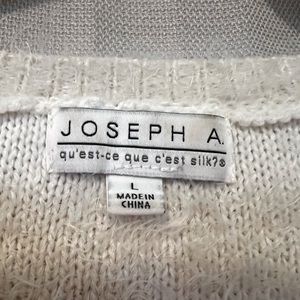 JOSEPH A.
qu'est-ce que c'est silk?®
L
MADE IN
CHINA